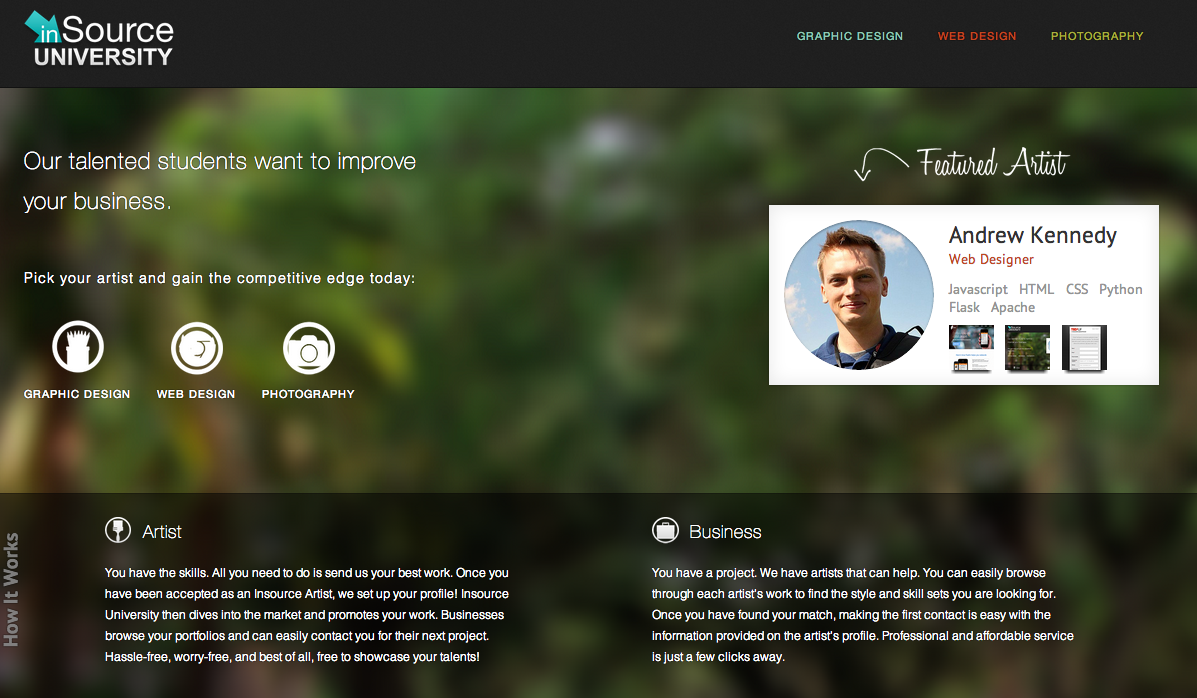 inSource
UNIVERSITY
GRAPHIC DESIGN WEB DESIGN PHOTOGRAPHY
Our talented students want to improve
your business.
Pick your artist and gain the competitive edge today:
GRAPHIC DESIGN WEB DESIGN PHOTOGRAPHY
Featured Artist
Andrew Kennedy
Web Designer
Javascript HTML CSS Python
Flask Apache
How It Works
Artist
You have the skills. All you need to do is send us your best work. Once you
have been accepted as an Insource Artist, we set up your profile! Insource
University then dives into the market and promotes your work. Businesses
browse your portfolios and can easily contact you for their next project.
Hassle-free, worry-free, and best of all, free to showcase your talents!
Business
You have a project. We have artists that can help. You can easily browse
through each artist's work to find the style and skill sets you are looking for.
Once you have found your match, making the first contact is easy with the
information provided on the artist's profile. Professional and affordable service
is just a few clicks away.